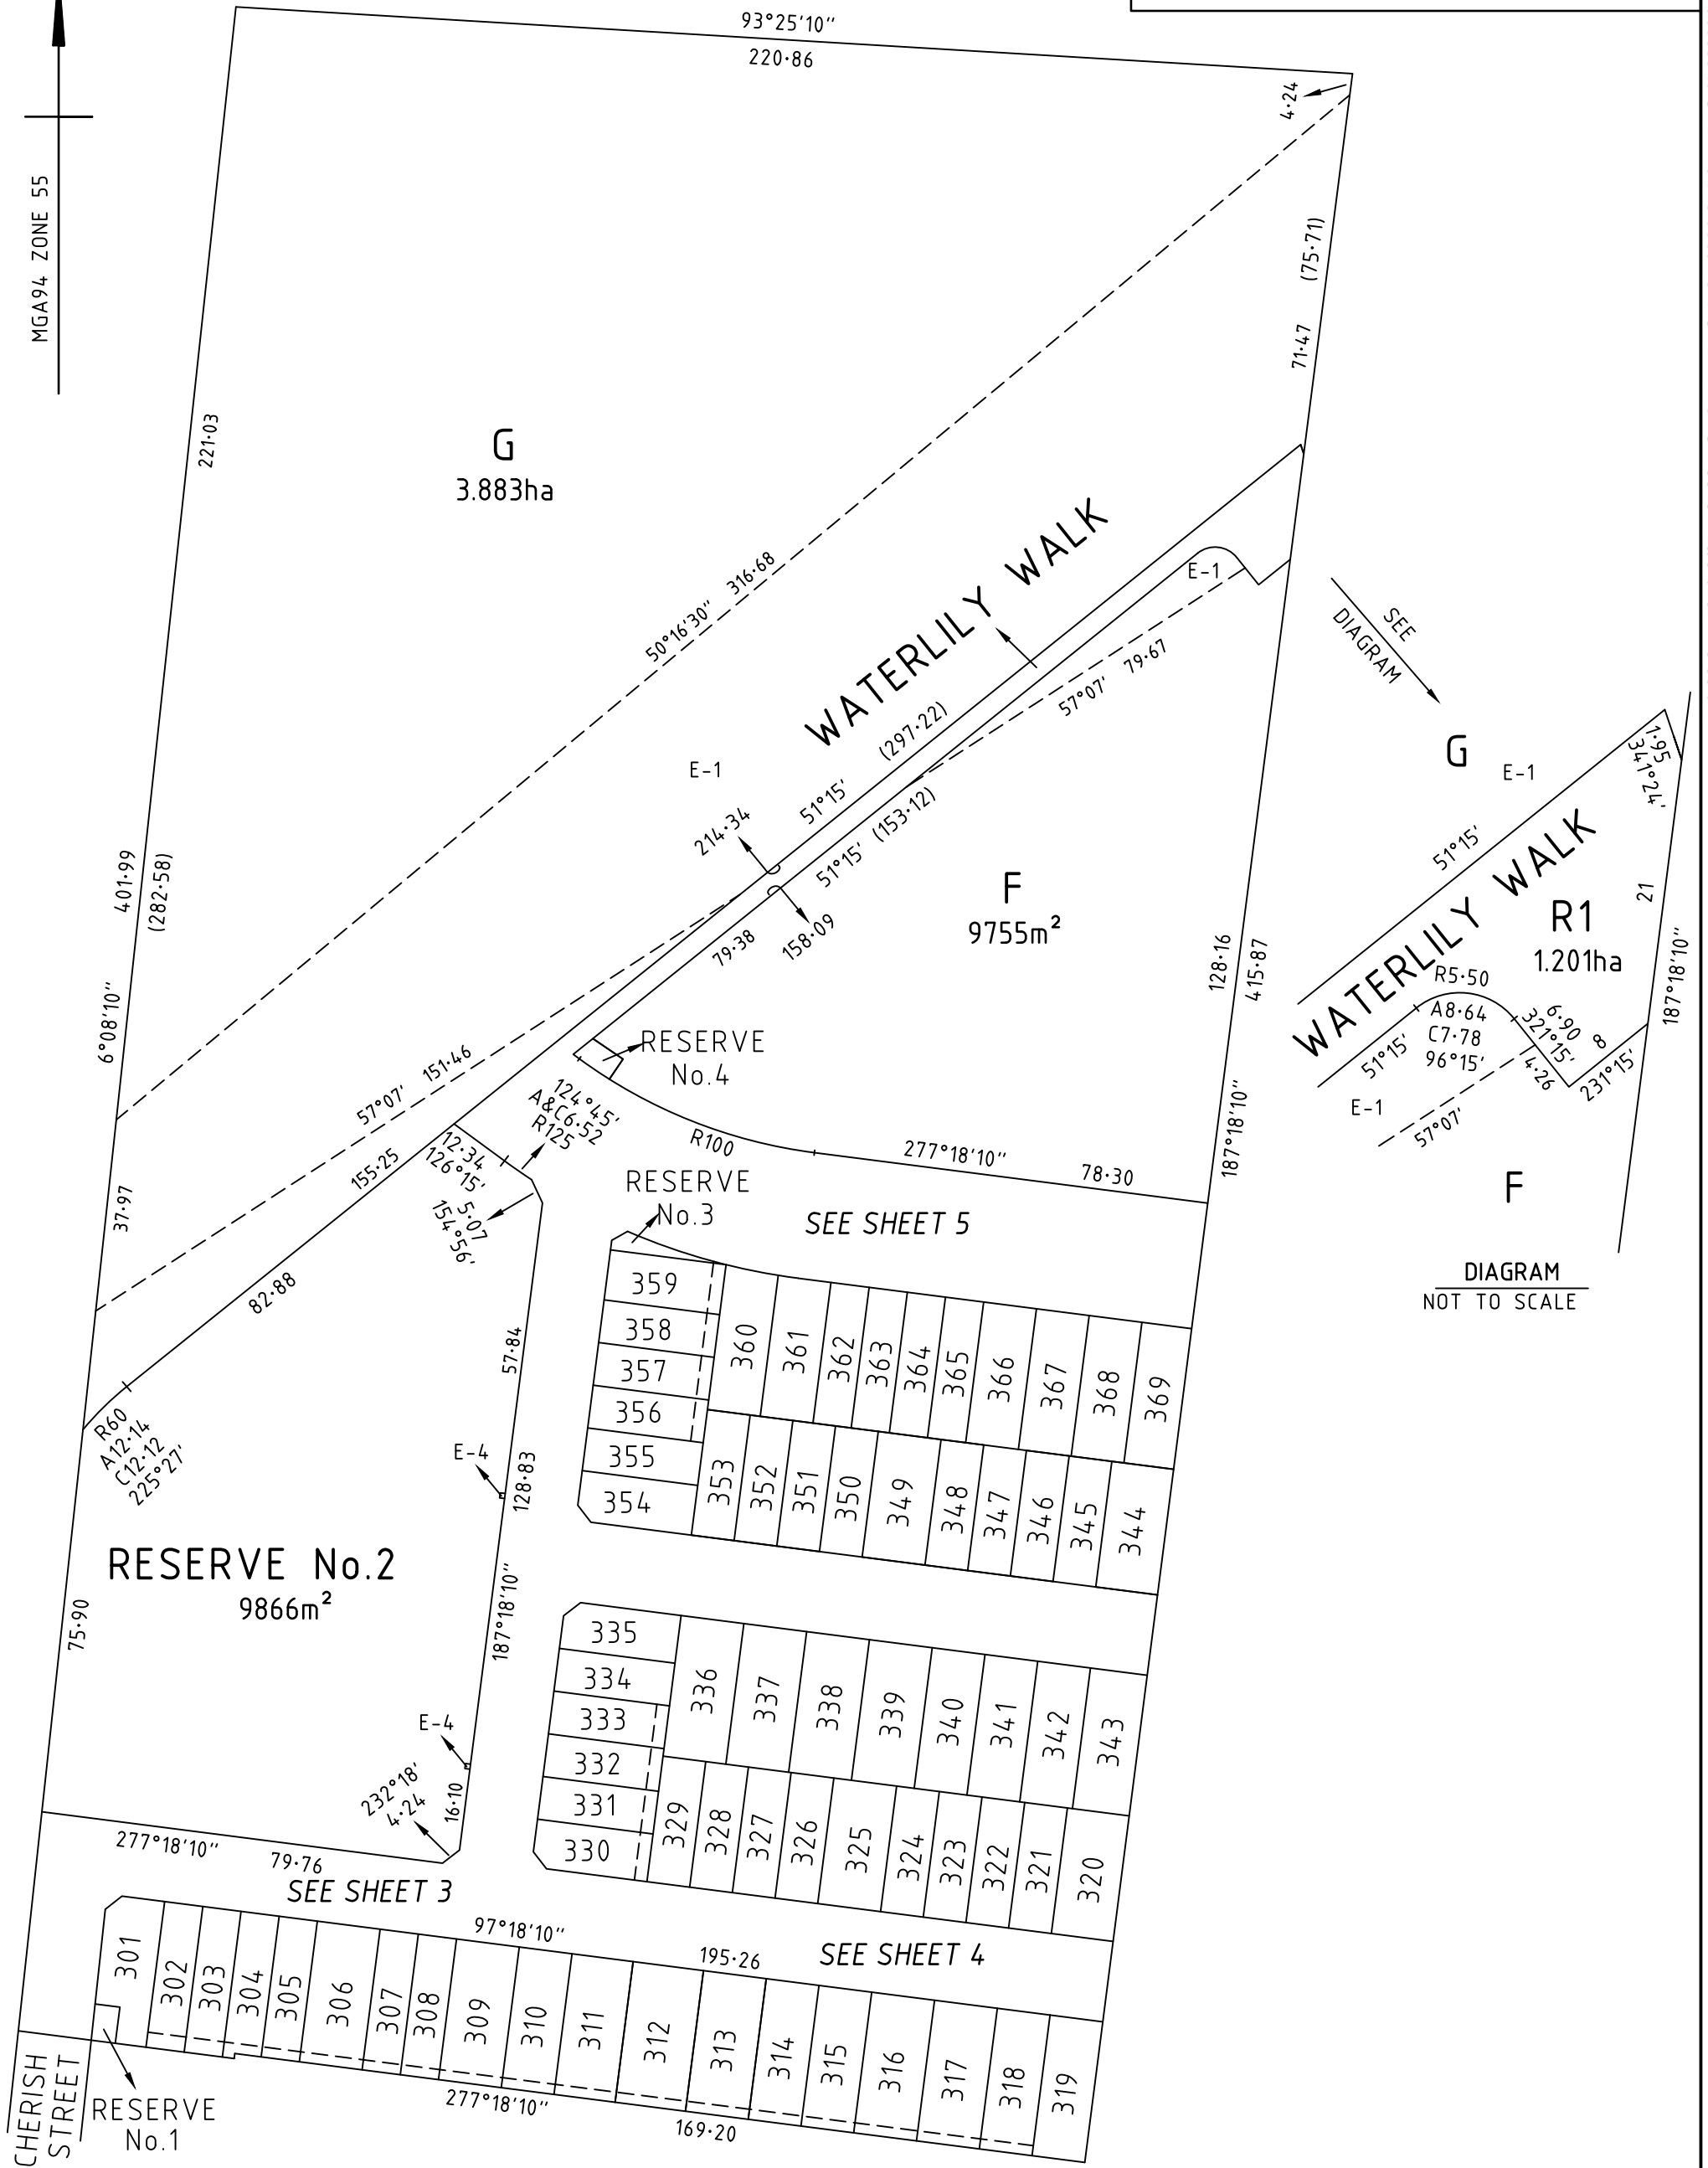 93°25'10"
220·86
4·24
MGA94 ZONE 55
(75·71)
71·47
221·03
G
3.883ha
50°16'30" 316·68
WATERLILY WALK
E-1
57°07' 79·67
SEE
DIAGRAM
(297·22)
51°15'
E-1
214·34
51°15' (153·12)
158·09
79·38
F
9755m²
401·99
(282·58)
6°08'10"
128·16
415·87
187°18'10"
57°07' 151·46
155·25
37·97
82·88
RESERVE
No.4
124°45'
A&C6·52
R125
12·34
126°15'
5·07
154°56'
R100
277°18'10"
78·30
RESERVE
No.3
SEE SHEET 5
G
E-1
1·95
341°24'
51°15'
WATERLILY WALK
21
R1
1.201ha
187°18'10"
R5·50
A8·64
C7·78
96°15'
6·90
321°15'
8
4·26
231°15'
51°15'
E-1
57°07'
F
DIAGRAM
NOT TO SCALE
359
358
357
356
355
354
360
361
362
363
364
365
366
367
368
369
353
352
351
350
349
348
347
346
345
344
R60
A12·14
C12·12
225°27'
57·84
E-4
128·83
RESERVE No.2
9866m²
75·90
187°18'10"
E-4
232°18'
4·24
16·10
277°18'10"
79·76
335
334
333
332
331
330
336
337
338
339
340
341
342
343
329
328
327
326
325
324
323
322
321
320
SEE SHEET 3
97°18'10"
195·26
SEE SHEET 4
301
302
303
304
305
306
307
308
309
310
311
312
313
314
315
316
317
318
319
277°18'10"
169·20
CHERISH
STREET
RESERVE
No.1